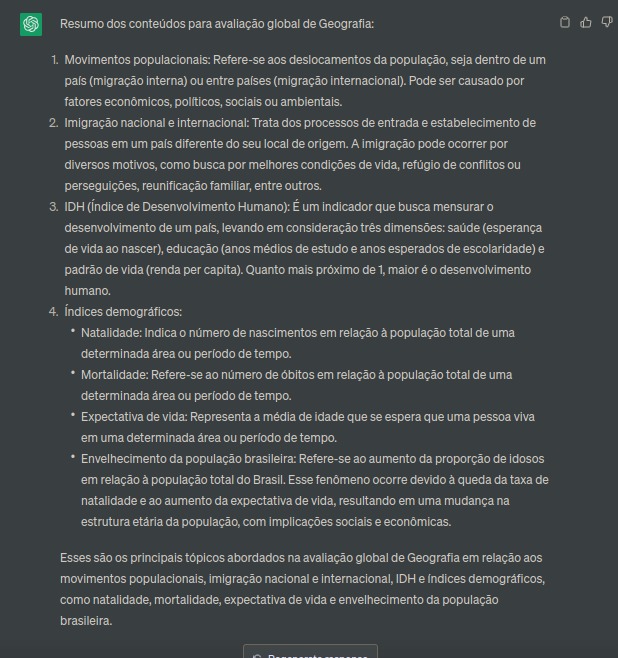 Resumo dos conteúdos para avaliação global de Geografia:
1. Movimentos populacionais: Refere-se aos deslocamentos da população, seja dentro de um
país (migração interna) ou entre países (migração internacional). Pode ser causado por
fatores econômicos, políticos, sociais ou ambientais.
2. Imigração nacional e internacional: Trata dos processos de entrada e estabelecimento de
pessoas em um país diferente do seu local de origem. A imigração pode ocorrer por
diversos motivos, como busca por melhores condições de vida, refúgio de conflitos ou
perseguições, reunificação familiar, entre outros.
3. IDH (Índice de Desenvolvimento Humano): É um indicador que busca mensurar o
desenvolvimento de um país, levando em consideração três dimensões: saúde (esperança
de vida ao nascer), educação (anos médios de estudo e anos esperados de escolaridade) e
padrão de vida (renda per capita). Quanto mais próximo de 1, maior é o desenvolvimento
humano.
4. Índices demográficos:
• Natalidade: Indica o número de nascimentos em relação à população total de uma
determinada área ou período de tempo.
• Mortalidade: Refere-se ao número de óbitos em relação à população total de uma
determinada área ou período de tempo.
• Expectativa de vida: Representa a média de idade que se espera que uma pessoa viva
em uma determinada área ou período de tempo.
• Envelhecimento da população brasileira: Refere-se ao aumento da proporção de idosos
em relação à população total do Brasil. Esse fenômeno ocorre devido à queda da taxa de
natalidade e ao aumento da expectativa de vida, resultando em uma mudança na
estrutura etária da população, com implicações sociais e econômicas.
Esses são os principais tópicos abordados na avaliação global de Geografia em relação aos
movimentos populacionais, imigração nacional e internacional, IDH e índices demográficos,
como natalidade, mortalidade, expectativa de vida e envelhecimento da população
brasileira.